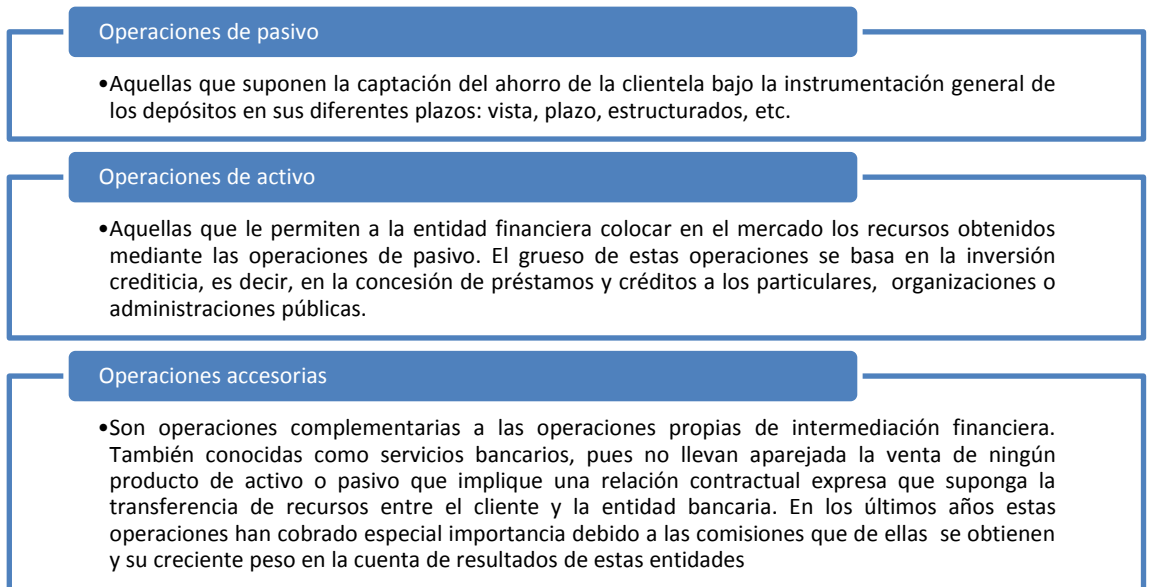 Operaciones de pasivo
•Aquellas que suponen la captación del ahorro de la clientela bajo la instrumentación general de
los depósitos en sus diferentes plazos: vista, plazo, estructurados, etc.
Operaciones de activo
•Aquellas que le permiten a la entidad financiera colocar en el mercado los recursos obtenidos
mediante las operaciones de pasivo. El grueso de estas operaciones se basa en la inversión
crediticia, es decir, en la concesión de préstamos y créditos a los particulares, organizaciones o
administraciones públicas.
Operaciones accesorias
•Son operaciones complementarias a las operaciones propias de intermediación financiera.
También conocidas como servicios bancarios, pues no llevan aparejada la venta de ningún
producto de activo o pasivo que implique una relación contractual expresa que suponga la
transferencia de recursos entre el cliente y la entidad bancaria. En los últimos años estas
operaciones han cobrado especial importancia debido a las comisiones que de ellas se obtienen
y su creciente peso en la cuenta de resultados de estas entidades